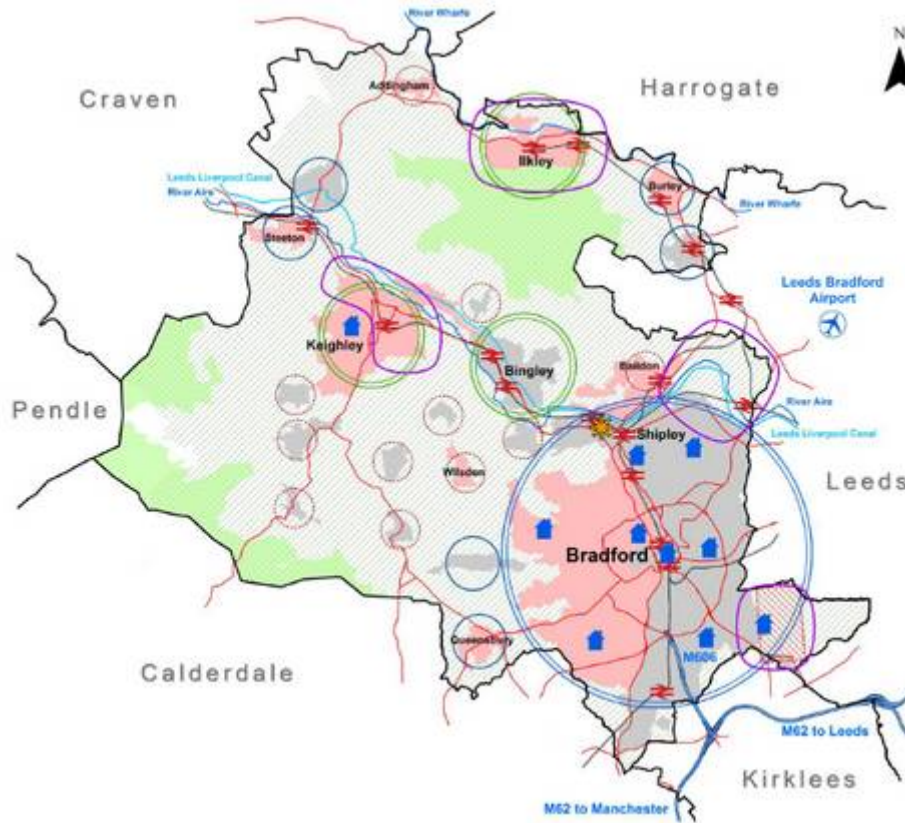 River Wharfe
N
Craven
Addingham
Harrogate
Ilkley
Burley
Leeds Liverpool Canal
River Aire
River Wharfe
Steeton
Leeds Bradford
Airport
Keighley
Bingley
Baildon
Pendle
River Aire
Shipley
Leeds Liverpool Canal
Wilsden
Leeds
Bradford
Queensbury
Calderdale
M606
M62 to Leeds
Kirklees
M62 to Manchester